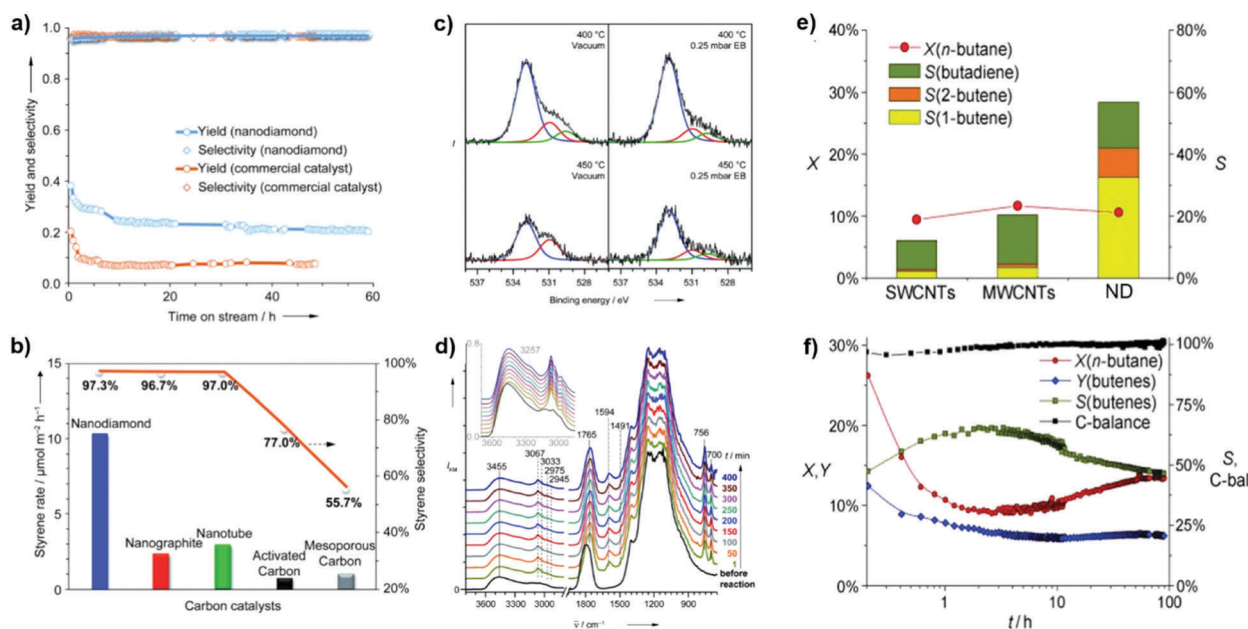 a)
1.0
0.8
0.6
0.4
0.2
0.0
Yield and selectivity
Yield (nanodiamond)
Selectivity (nanodiamond)
Yield (commercial catalyst)
Selectivity (commercial catalyst)
0 20 40 60
Time on stream / h
b)
15
10
5
0
Styrene rate / μmol m⁻² h⁻¹
97.3% 96.7% 97.0%
77.0%
55.7%
Nanodiamond
Nanographite
Nanotube
Activated
Carbon
Mesoporous
Carbon
100%
80%
60%
40%
20%
Styrene selectivity
Carbon catalysts
c)
400 °C
Vacuum
400 °C
0.25 mbar EB
450 °C
Vacuum
450 °C
0.25 mbar EB
I
537 534 531 528 537 534 531 528
Binding energy / eV
d)
0.8
3257
0.8
3600 3300 3000
I_KM
0
3455
3067
3033
2975
2945
1765
1594
1491
756
700
t / min
400
350
300
250
200
150
100
50
1
before
reaction
3600 3300 3000 1800 1500 1200 900
ṽ / cm⁻¹
e)
40%
30%
20%
10%
0%
X
X(n-butane)
S(butadiene)
S(2-butene)
S(1-butene)
80%
60%
40%
20%
0%
S
SWCNTs MWCNTs ND
f)
30%
25%
20%
15%
10%
5%
0%
X,Y
X(n-butane)
Y(butenes)
S(butenes)
C-balance
100%
75%
50%
25%
0%
S,
C-bal
1 10 100
t / h